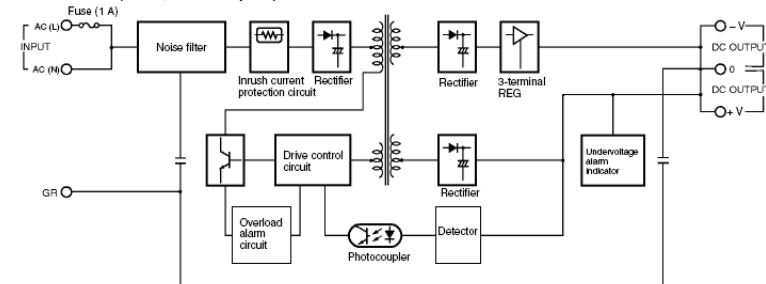 Fuse (1 A)
AC (L)
INPUT
AC (N)
Noise filter
Inrush current
protection circuit
Rectifier
Rectifier
3-terminal
REG
– V
DC OUTPUT
0
DC OUTPUT
+ V
Drive control
circuit
Rectifier
Undervoltage
alarm
indicator
GR
Overload
alarm
circuit
Photocoupler
Detector